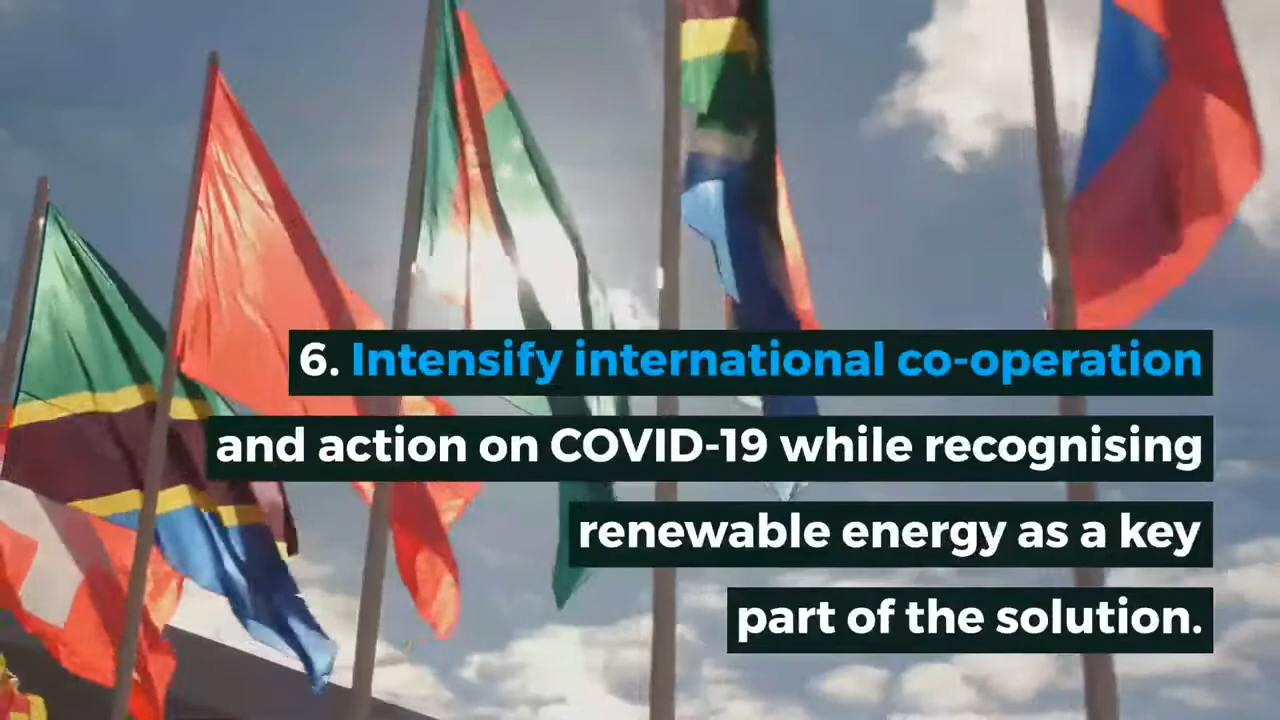 6. Intensify international co-operation
and action on COVID-19 while recognising
renewable energy as a key
part of the solution.